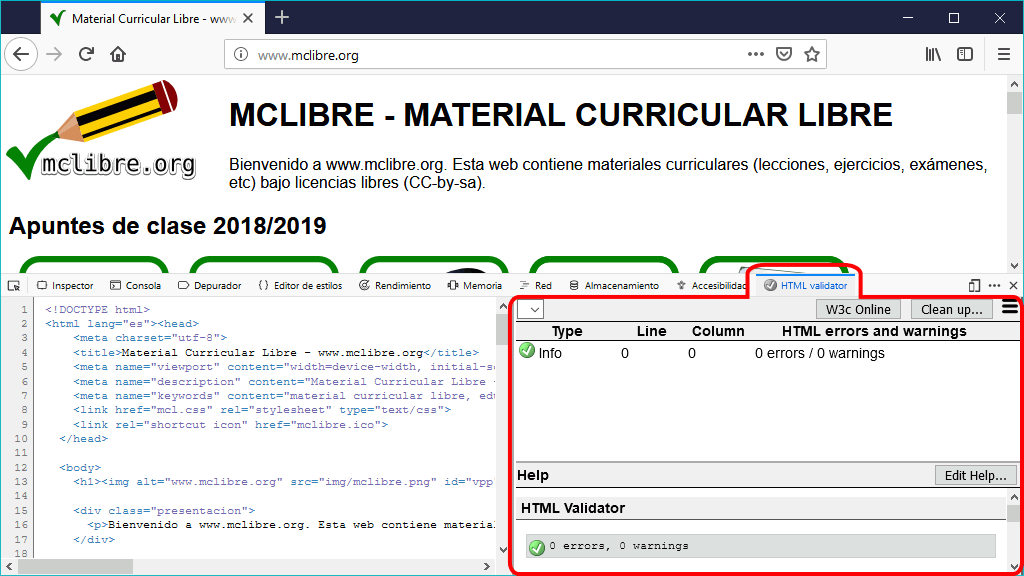 Material Curricular Libre - www
www.mclibre.org
mclibre.org
MCLIBRE - MATERIAL CURRICULAR LIBRE
Bienvenido a www.mclibre.org. Esta web contiene materiales curriculares (lecciones, ejercicios, exámenes,
etc) bajo licencias libres (CC-by-sa).
Apuntes de clase 2018/2019
Inspector Consola Depurador {} Editor de estilos Rendimiento Memoria Red Almacenamiento Accesibilidad HTML validator
1 <!DOCTYPE html>
2 <html lang="es"><head>
3 <meta charset="utf-8">
4 <title>Material Curricular Libre - www.mclibre.org</title>
5 <meta name="viewport" content="width=device-width, initial-s
6 <meta name="description" content="Material Curricular Libre
7 <meta name="keywords" content="material curricular libre, edu
8 <link href="mcl.css" rel="stylesheet" type="text/css">
9 <link rel="shortcut icon" href="mclibre.ico">
10 </head>
11
12 <body>
13 <h1><img alt="www.mclibre.org" src="img/mclibre.png" id="vpp
14
15 <div class="presentacion">
16 <p>Bienvenido a www.mclibre.org. Esta web contiene material
17 </div>
18
W3c Online Clean up...
Type Line Column HTML errors and warnings
Info 0 0 0 errors / 0 warnings
Help Edit Help...
HTML Validator
0 errors, 0 warnings